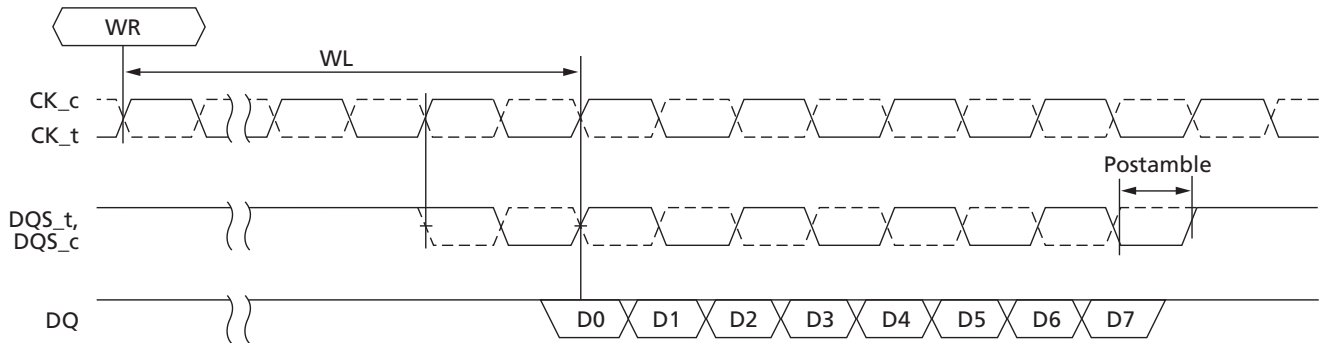 WR
WL
CK_c
CK_t
Postamble
DQS_t,
DQS_c
DQ
D0
D1
D2
D3
D4
D5
D6
D7